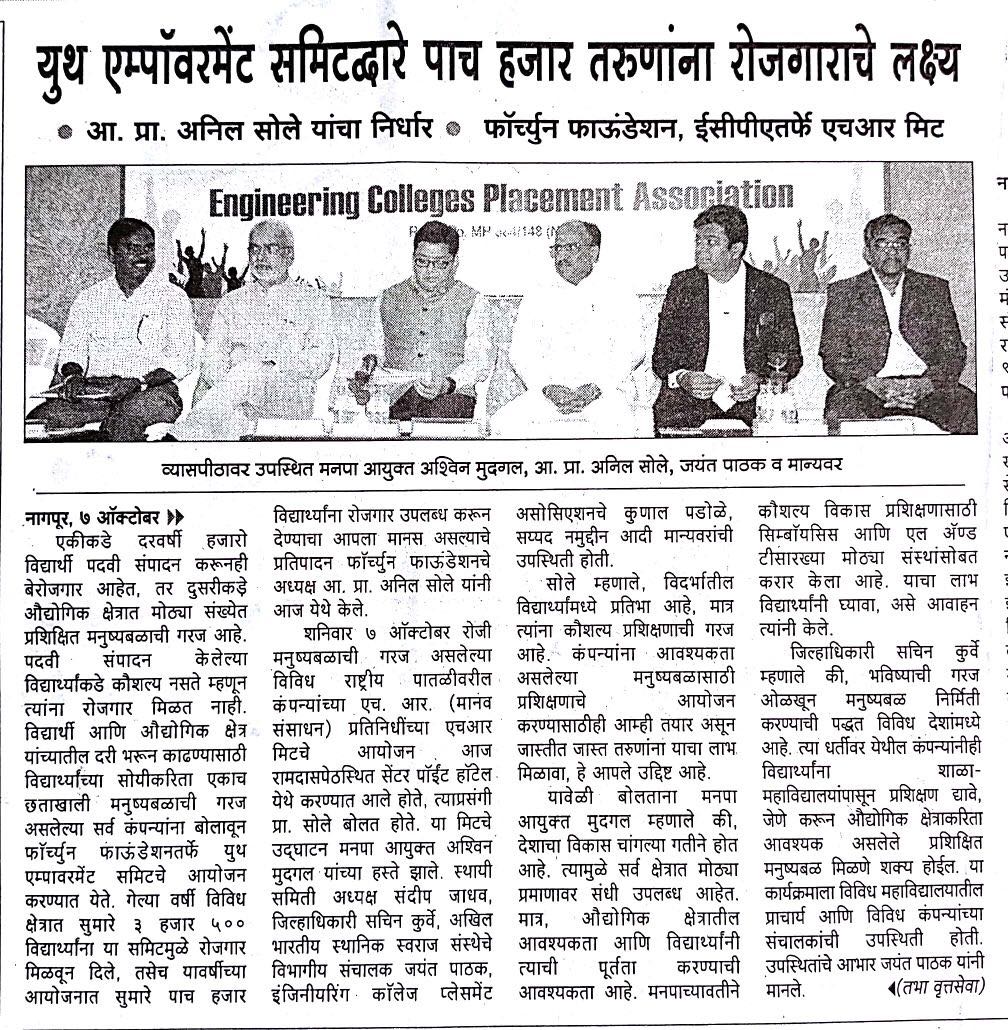 युथ एम्पॉवरमेंट समिटद्वारे पाच हजार तरुणांना रोजगाराचे लक्ष्य
● आ. प्रा. अनिल सोले यांचा निर्धार ● फॉर्च्युन फाऊंडेशन, ईसीपीएतर्फे एचआर मिट
Engineering Colleges Placement Association
व्यासपीठावर उपस्थित मनपा आयुक्त अश्विन मुदगल, आ. प्रा. अनिल सोले, जयंत पाठक व मान्यवर
नागपूर, ७ ऑक्टोबर
एकीकडे दरवर्षी हजारो
विद्यार्थी पदवी संपादन करूनही
बेरोजगार आहेत, तर दुसरीकडे
औद्योगिक क्षेत्रात मोठ्या संख्येत
प्रशिक्षित मनुष्यबळाची गरज आहे.
पदवी संपादन केलेल्या
विद्यार्थ्यांकडे कौशल्य नसते म्हणून
त्यांना रोजगार मिळत नाही.
विद्यार्थी आणि औद्योगिक क्षेत्र
यांच्यातील दरी भरून काढण्यासाठी
विद्यार्थ्यांच्या सोयीकरिता एकाच
छताखाली मनुष्यबळाची गरज
असलेल्या सर्व कंपन्यांना बोलावून
फॉर्च्युन फाऊंडेशनतर्फे युथ
एम्पावरमेंट समिटचे आयोजन
करण्यात येते. गेल्या वर्षी विविध
क्षेत्रात सुमारे ३ हजार ५००
विद्यार्थ्यांना या समिटमुळे रोजगार
मिळवून दिले, तसेच यावर्षीच्या
आयोजनात सुमारे पाच हजार
विद्यार्थ्यांना रोजगार उपलब्ध करून
देण्याचा आपला मानस असल्याचे
प्रतिपादन फॉर्च्युन फाऊंडेशनचे
अध्यक्ष आ. प्रा. अनिल सोले यांनी
आज येथे केले.
शनिवार ७ ऑक्टोबर रोजी
मनुष्यबळाची गरज असलेल्या
विविध राष्ट्रीय पातळीवरील
कंपन्यांच्या एच. आर. (मानव
संसाधन) प्रतिनिधींच्या एचआर
मिटचे आयोजन आज
रामदासपेठस्थित सेंटर पॉईंट हॉटेल
येथे करण्यात आले होते, त्याप्रसंगी
प्रा. सोले बोलत होते. या मिटचे
उद्घाटन मनपा आयुक्त अश्विन
मुदगल यांच्या हस्ते झाले. स्थायी
समिती अध्यक्ष संदीप जाधव,
जिल्हाधिकारी सचिन कुर्वे, अखिल
भारतीय स्थानिक स्वराज संस्थेचे
विभागीय संचालक जयंत पाठक,
इंजिनीयरिंग कॉलेज प्लेसमेंट
असोसिएशनचे कुणाल पडोळे,
सय्यद नमुद्दीन आदी मान्यवरांची
उपस्थिती होती.
सोले म्हणाले, विदर्भातील
विद्यार्थ्यांमध्ये प्रतिभा आहे, मात्र
त्यांना कौशल्य प्रशिक्षणाची गरज
आहे. कंपन्यांना आवश्यकता
असलेल्या मनुष्यबळासाठी
प्रशिक्षणाचे आयोजन
करण्यासाठीही आम्ही तयार असून
जास्तीत जास्त तरुणांना याचा लाभ
मिळावा, हे आपले उद्दिष्ट आहे.
यावेळी बोलताना मनपा
आयुक्त मुदगल म्हणाले की,
देशाचा विकास चांगल्या गतीने होत
आहे. त्यामुळे सर्व क्षेत्रात मोठ्या
प्रमाणावर संधी उपलब्ध आहेत.
मात्र, औद्योगिक क्षेत्रातील
आवश्यकता आणि विद्यार्थ्यांनी
त्याची पूर्तता करण्याची
आवश्यकता आहे. मनपाच्यावतीने
कौशल्य विकास प्रशिक्षणासाठी
सिम्बॉयसिस आणि एल ॲण्ड
टीसारख्या मोठ्या संस्थांसोबत
करार केला आहे. याचा लाभ
विद्यार्थ्यांनी घ्यावा, असे आवाहन
त्यांनी केले.
जिल्हाधिकारी सचिन कुर्वे
म्हणाले की, भविष्याची गरज
ओळखून मनुष्यबळ निर्मिती
करण्याची पद्धत विविध देशांमध्ये
आहे. त्या धर्तीवर येथील कंपन्यांनीही
विद्यार्थ्यांना शाळा-
महाविद्यालयांपासून प्रशिक्षण द्यावे,
जेणे करून औद्योगिक क्षेत्राकरिता
आवश्यक असलेले प्रशिक्षित
मनुष्यबळ मिळणे शक्य होईल. या
कार्यक्रमाला विविध महाविद्यालयातील
प्राचार्य आणि विविध कंपन्यांच्या
संचालकांची उपस्थिती होती.
उपस्थितांचे आभार जयंत पाठक यांनी
मानले. (तभा वृत्तसेवा)